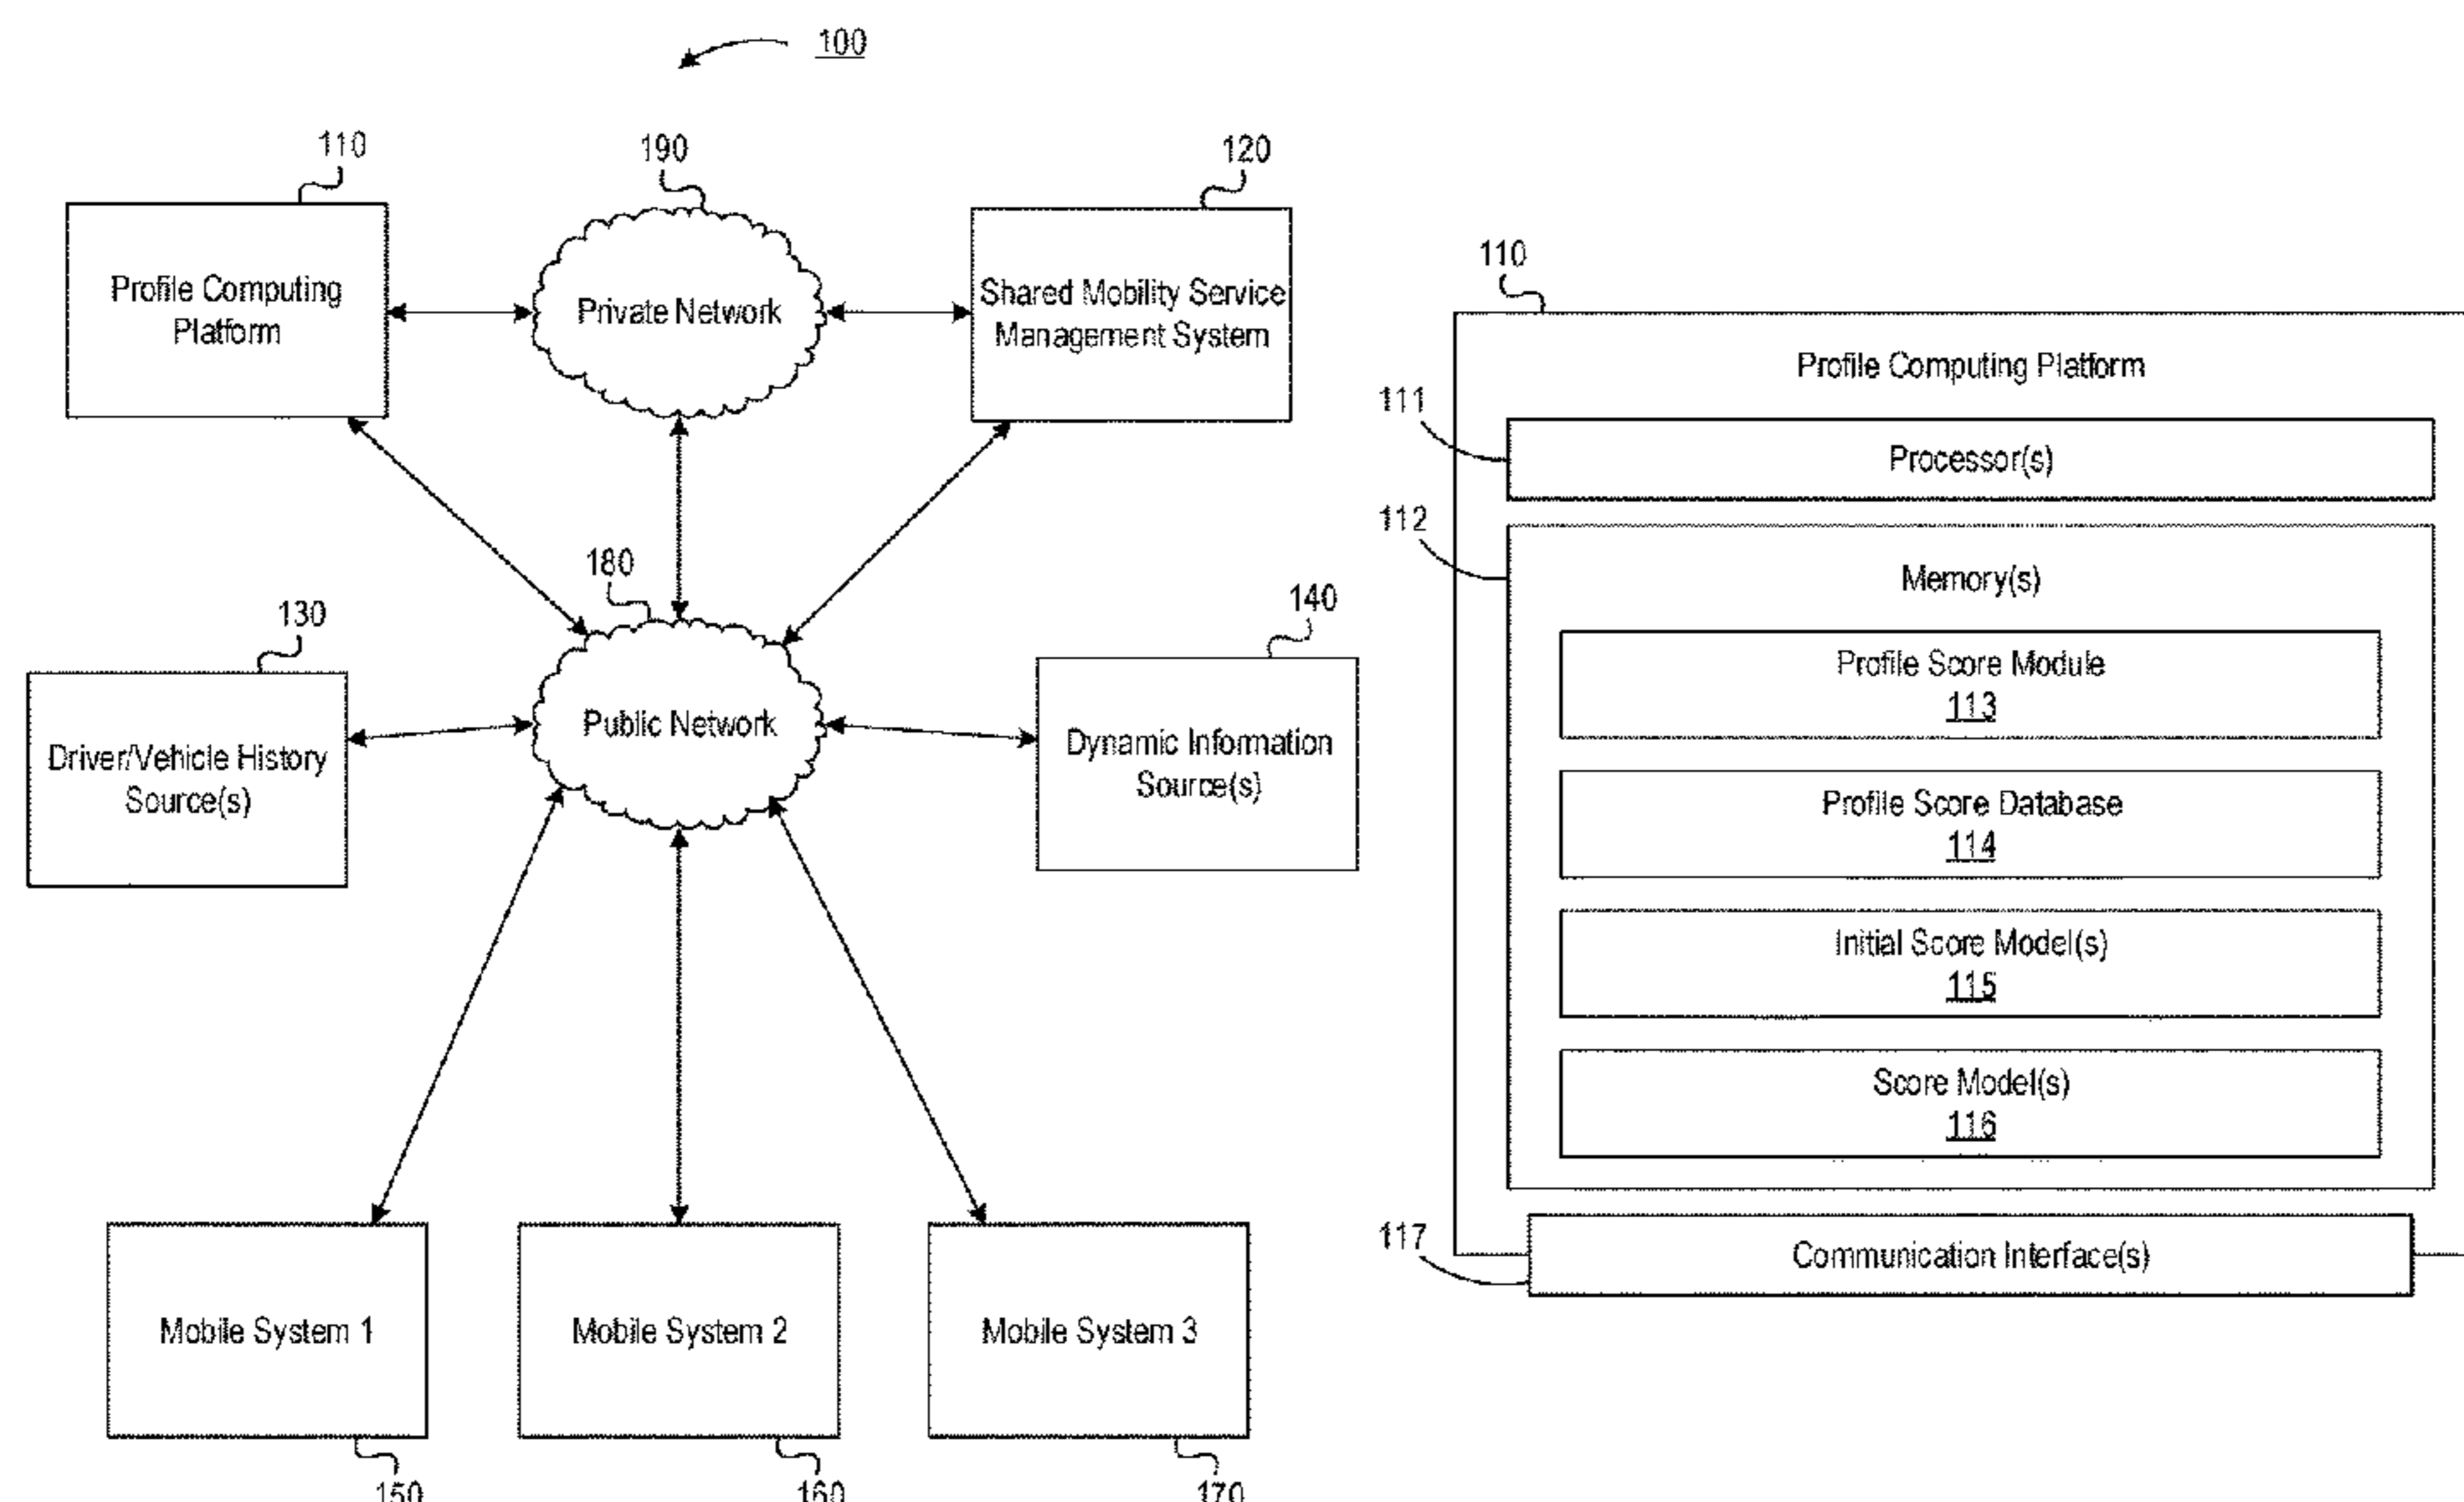 100
110
190
120
Profile Computing
Platform
Private Network
Shared Mobility Service
Management System
180
130
140
Driver/Vehicle History
Source(s)
Public Network
Dynamic Information
Source(s)
Mobile System 1
Mobile System 2
Mobile System 3
150
160
170
110
Profile Computing Platform
111
Processor(s)
112
Memory(s)
Profile Score Module
113
Profile Score Database
114
Initial Score Model(s)
115
Score Model(s)
116
117
Communication Interface(s)